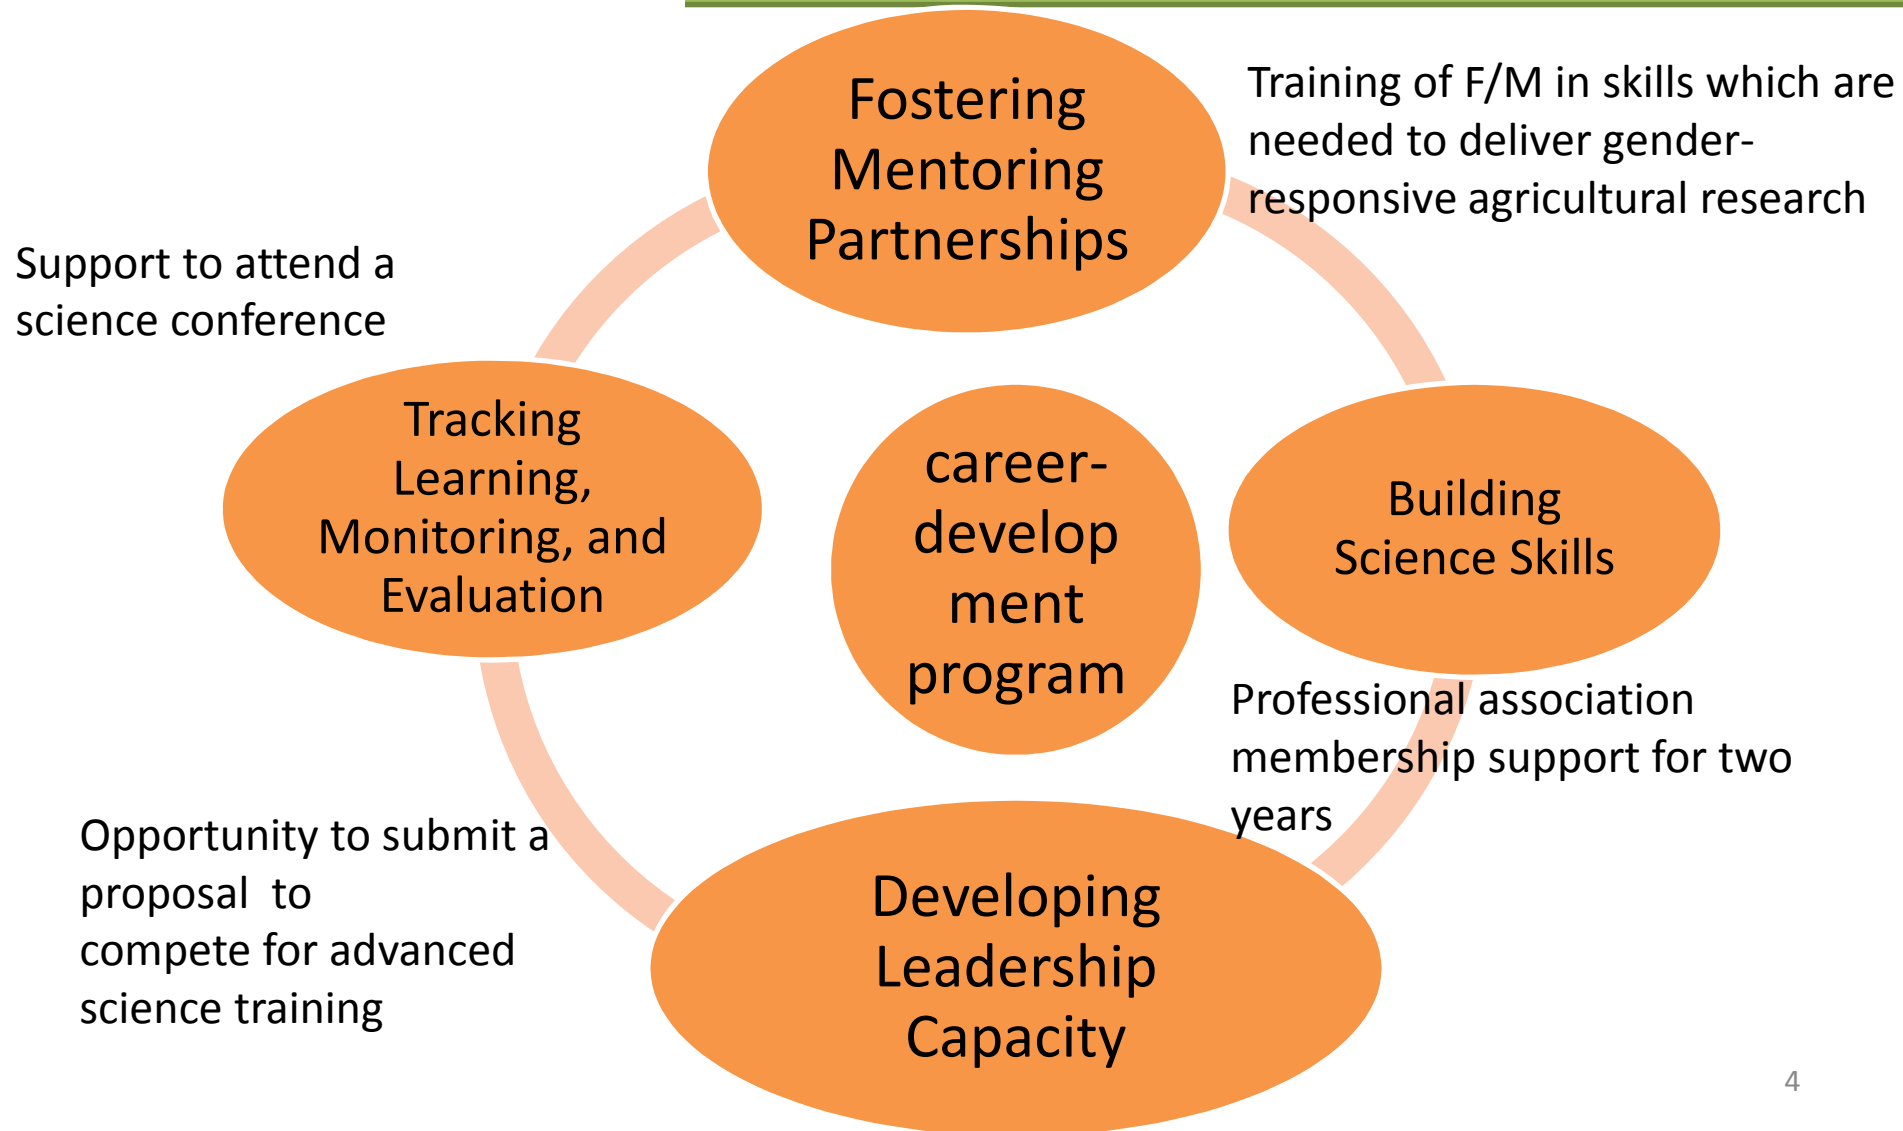 Fostering
Mentoring
Partnerships
Training of F/M in skills which are
needed to deliver gender-
responsive agricultural research
Support to attend a
science conference
Tracking
Learning,
Monitoring, and
Evaluation
career-
develop
ment
program
Building
Science Skills
Professional association
membership support for two
years
Opportunity to submit a
proposal  to
compete for advanced
science training
Developing
Leadership
Capacity
4